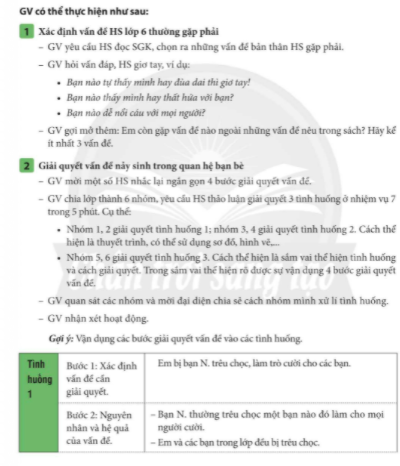 GV có thể thực hiện như sau:
1 Xác định vấn đề HS lớp 6 thường gặp phải
– GV yêu cầu HS đọc SGK, chọn ra những vấn đề bản thân HS gặp phải.
– GV hỏi vấn đáp, HS giơ tay, ví dụ:
• Bạn nào tự thấy mình hay đùa dai thì giơ tay!
• Bạn nào thấy mình hay thất hứa với bạn?
• Bạn nào dễ nổi cáu với mọi người?
– GV gợi mở thêm: Em còn gặp vấn đề nào ngoài những vấn đề nêu trong sách? Hãy kể
ít nhất 3 vấn đề.
2 Giải quyết vấn đề nảy sinh trong quan hệ bạn bè
– GV mời một số HS nhắc lại ngắn gọn 4 bước giải quyết vấn đề.
– GV chia lớp thành 6 nhóm, yêu cầu HS thảo luận giải quyết 3 tình huống ở nhiệm vụ 7
trong 5 phút. Cụ thể:
• Nhóm 1, 2 giải quyết tình huống 1; nhóm 3, 4 giải quyết tình huống 2. Cách thể
hiện là thuyết trình, có thể sử dụng sơ đồ, hình vẽ,...
• Nhóm 5, 6 giải quyết tình huống 3. Cách thể hiện là sắm vai thể hiện tình huống
và cách giải quyết. Trong sắm vai thể hiện rõ được sự vận dụng 4 bước giải quyết
vấn đề.
– GV quan sát các nhóm và mời đại diện chia sẻ cách nhóm mình xử lí tình huống.
– GV nhận xét hoạt động.
Gợi ý: Vận dụng các bước giải quyết vấn đề vào các tình huống.
Tình
huống
1
Bước 1: Xác định
vấn đề cần
giải quyết.
Em bị bạn N. trêu chọc, làm trò cười cho các bạn.
Bước 2: Nguyên
nhân và hệ quả
của vấn đề.
– Bạn N. thường trêu chọc một bạn nào đó làm cho mọi
người cười.
– Em và các bạn trong lớp đều bị trêu chọc.
Chân trời sáng tạo